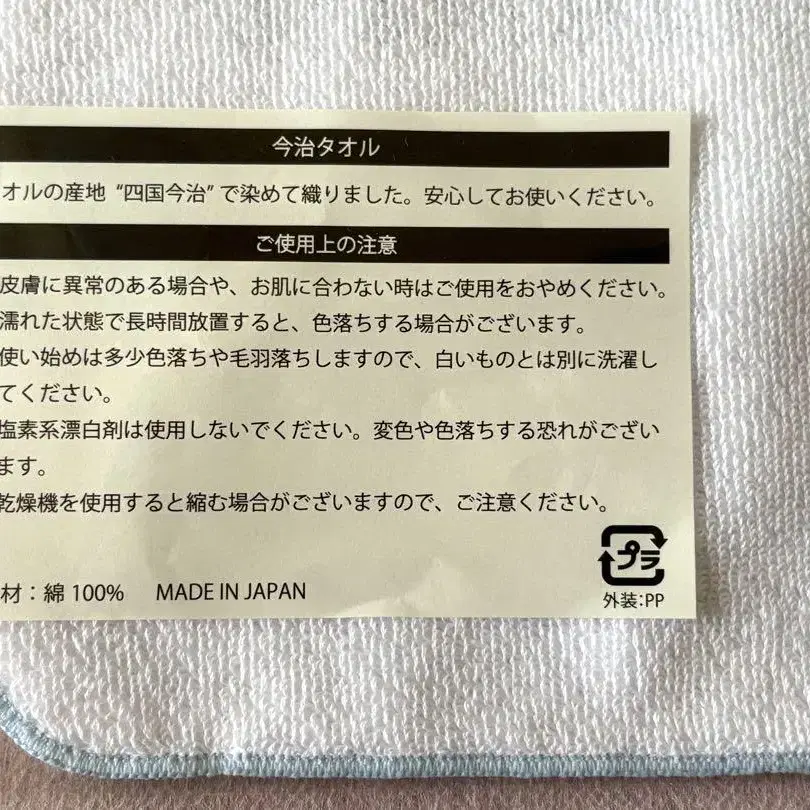 今治タオル
オルの産地 “四国今治” で染めて織りました。安心してお使いください。
ご使用上の注意
皮膚に異常のある場合や、お肌に合わない時はご使用をおやめください。
濡れた状態で長時間放置すると、色落ちする場合がございます。
使い始めは多少色落ちや毛羽落ちしますので、白いものとは別に洗濯し
てください。
塩素系漂白剤は使用しないでください。変色や色落ちする恐れがござい
ます。
乾燥機を使用すると縮む場合がございますので、ご注意ください。
プラ
材：綿 100% MADE IN JAPAN
外装:PP